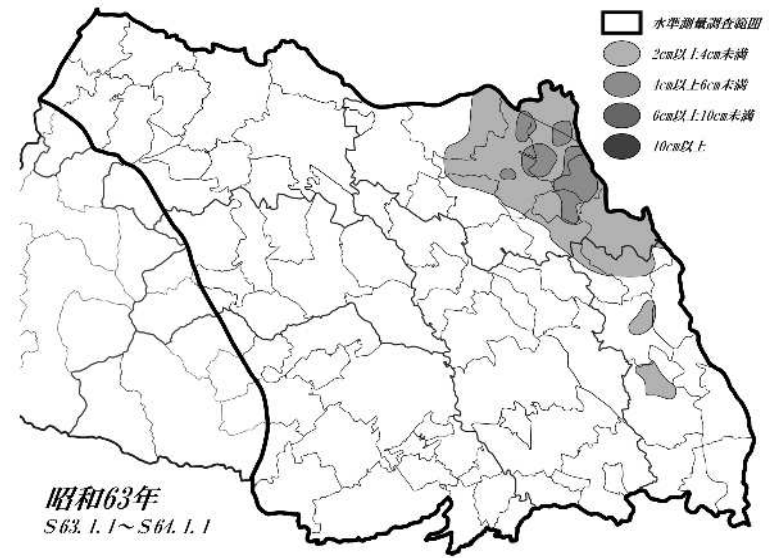 水準測量調査範囲
2cm以上4cm未満
4cm以上6cm未満
6cm以上10cm未満
10cm以上
昭和63年
S63.1.1～S64.1.1